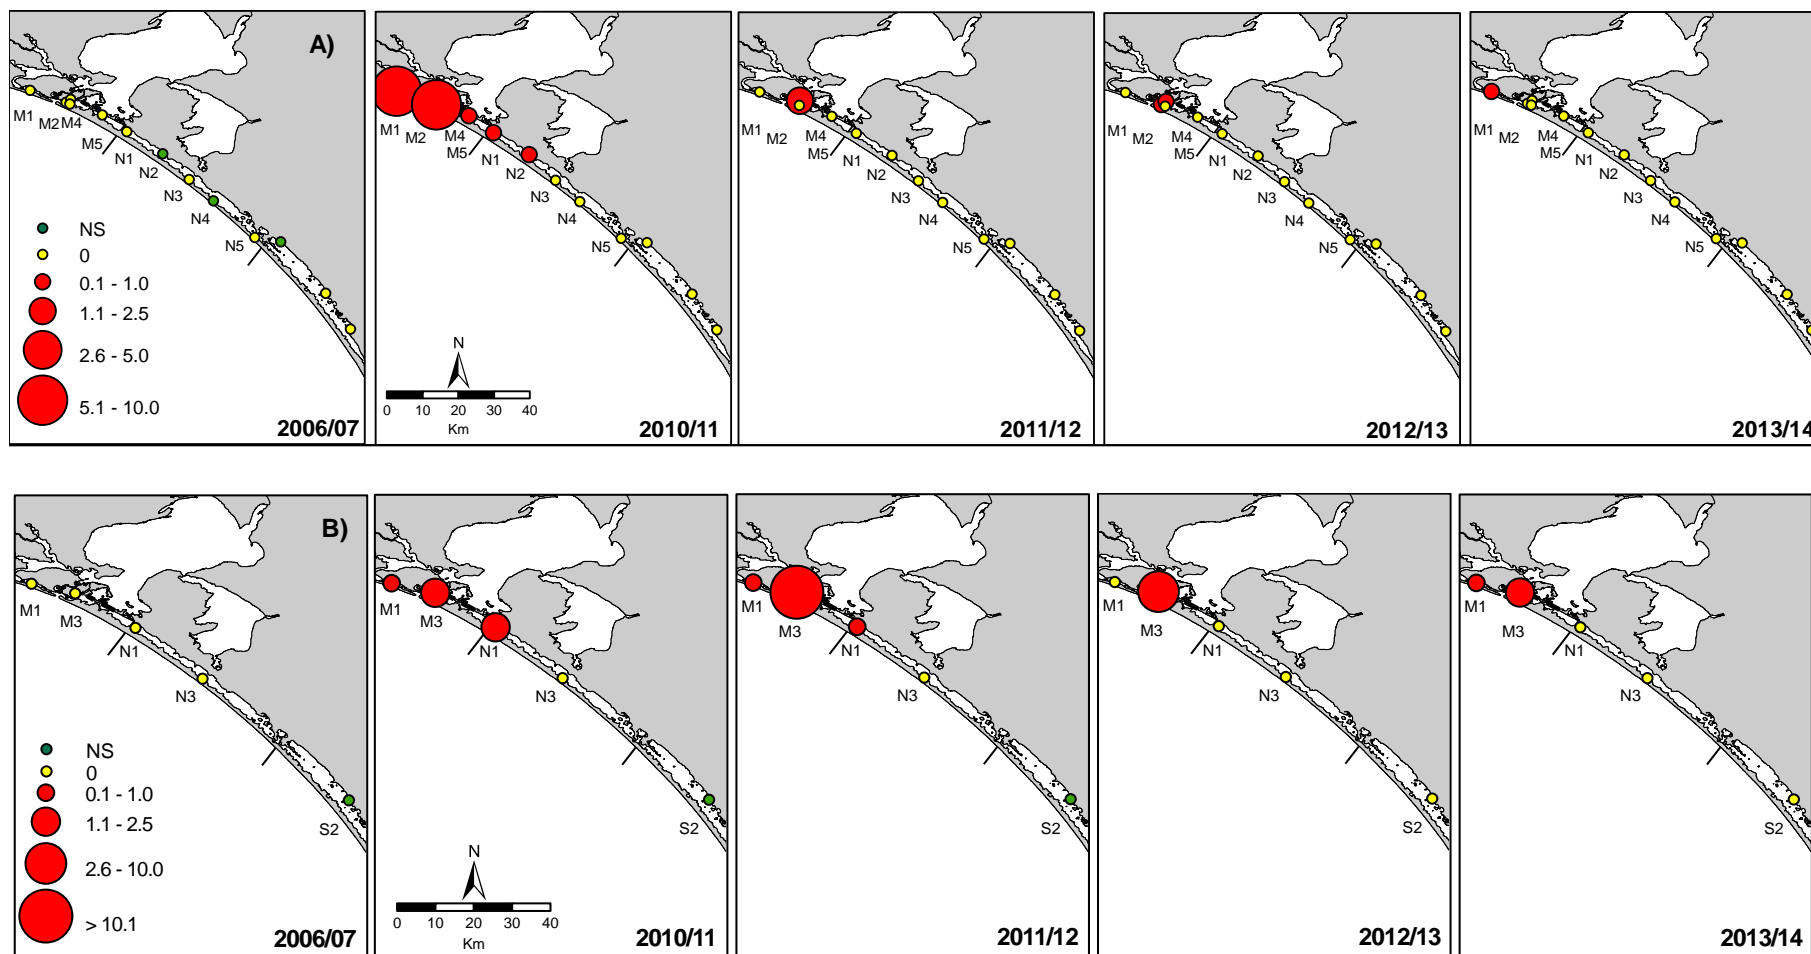 A)
M1
M2
M4
M5
N1
N2
N3
N4
N5
NS
0
0.1 - 1.0
1.1 - 2.5
2.6 - 5.0
5.1 - 10.0
2006/07
M1
M2
M4
M5
N1
N2
N3
N4
N5
N
0 10 20 30 40
Km
2010/11
M1
M2
M4
M5
N1
N2
N3
N4
N5
2011/12
M1
M2
M4
M5
N1
N2
N3
N4
N5
2012/13
M1
M2
M4
M5
N1
N2
N3
N4
N5
2013/14
B)
M1
M3
N1
N3
S2
NS
0
0.1 - 1.0
1.1 - 2.5
2.6 - 10.0
> 10.1
2006/07
M1
M3
N1
N3
S2
N
0 10 20 30 40
Km
2010/11
M1
M3
N1
N3
S2
2011/12
M1
M3
N1
N3
S2
2012/13
M1
M3
N1
N3
S2
2013/14